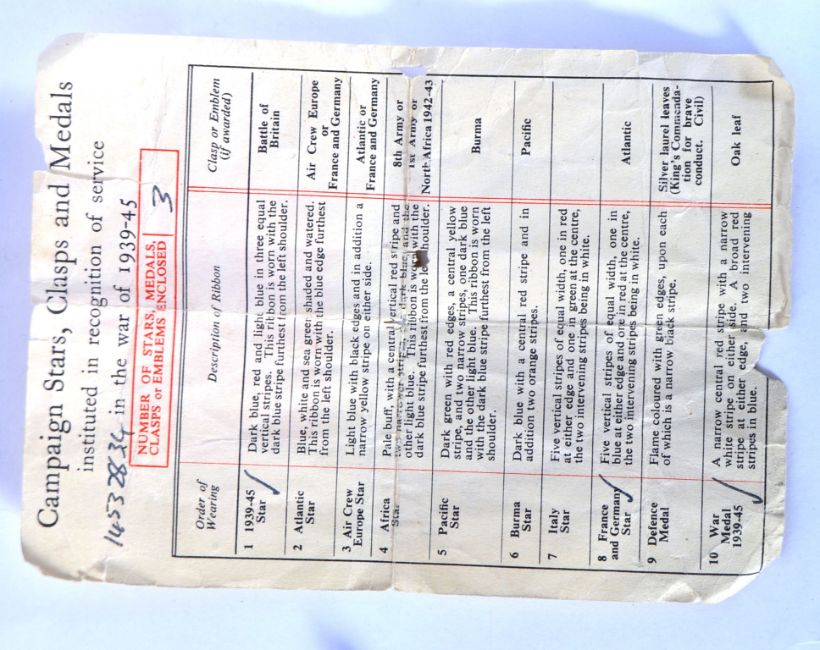 Campaign Stars, Clasps and Medals
instituted in recognition of service
14532834 in the war of 1939-45
NUMBER OF STARS, MEDALS,
CLASPS or EMBLEMS ENCLOSED 3
Order of
Wearing
Description of Ribbon
Clasp or Emblem
(if awarded)
1 1939-45
Star
Dark blue, red and light blue in three equal
vertical stripes. This ribbon is worn with the
dark blue stripe furthest from the left shoulder.
Battle of
Britain
2 Atlantic
Star
Blue, white and sea green shaded and watered.
This ribbon is worn with the blue edge furthest
from the left shoulder.
Air Crew Europe
or
France and Germany
3 Air Crew
Europe Star
Light blue with black edges and in addition a
narrow yellow stripe on either side.
Atlantic or
France and Germany
4 Africa
Star
Pale buff, with a central vertical red stripe and
two narrower stripes, one dark blue, and the
other light blue. This ribbon is worn with the
dark blue stripe furthest from the left shoulder.
8th Army or
1st Army or
North Africa 1942-43
5 Pacific
Star
Dark green with red edges, a central yellow
stripe, and two narrow stripes, one dark blue
and the other light blue. This ribbon is worn
with the dark blue stripe furthest from the left
shoulder.
Burma
6 Burma
Star
Dark blue with a central red stripe and in
addition two orange stripes.
Pacific
7 Italy
Star
Five vertical stripes of equal width, one in red
at either edge and one in green at the centre,
the two intervening stripes being in white.
8 France
and Germany
Star
Five vertical stripes of equal width, one in
blue at either edge and one in red at the centre,
the two intervening stripes being in white.
Atlantic
9 Defence
Medal
Flame coloured with green edges, upon each
of which is a narrow black stripe.
Silver laurel leaves
(King's Commenda-
tion for brave
conduct. Civil)
10 War
Medal
1939-45
A narrow central red stripe with a narrow
white stripe on either side. A broad red
stripe at either edge, and two intervening
stripes in blue.
Oak leaf